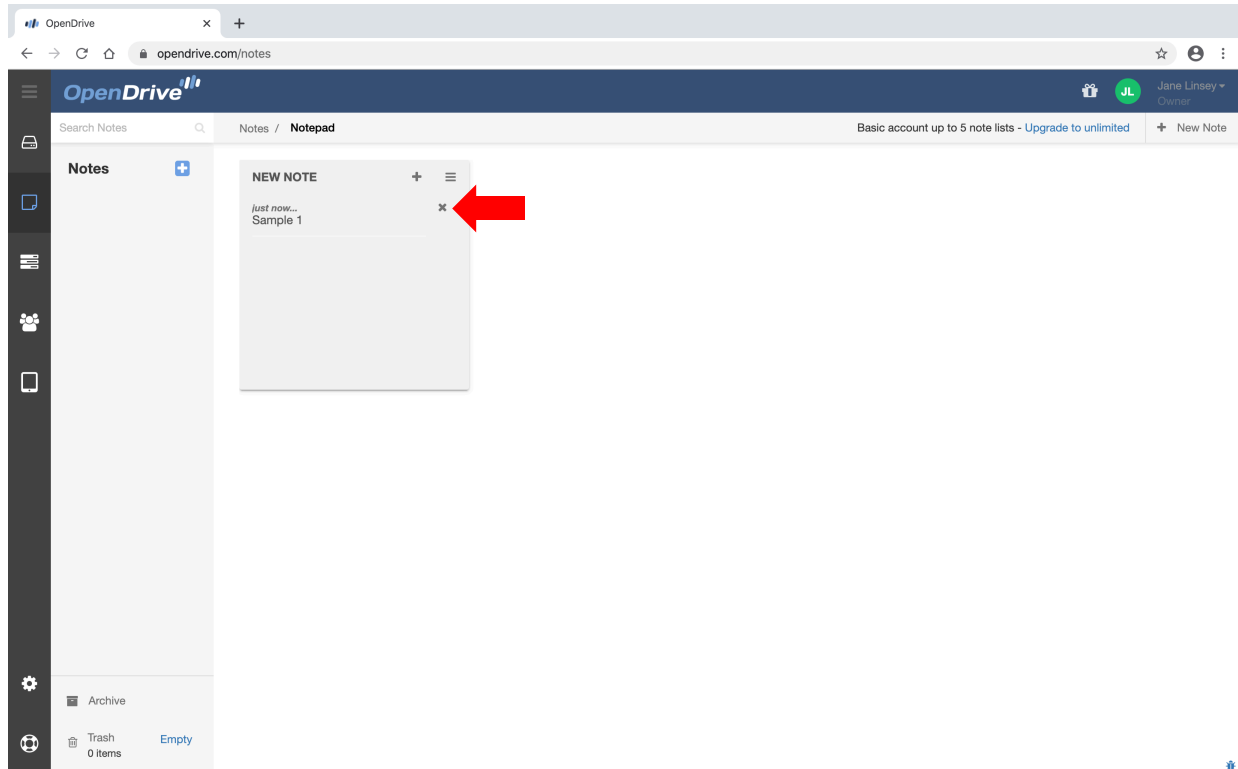 OpenDrive
opendrive.com/notes
OpenDrive
JL
Jane Linsey
Owner
Search Notes
Notes / Notepad
Basic account up to 5 note lists - Upgrade to unlimited
+ New Note
Notes
NEW NOTE
just now...
Sample 1
Archive
Trash
Empty
0 items